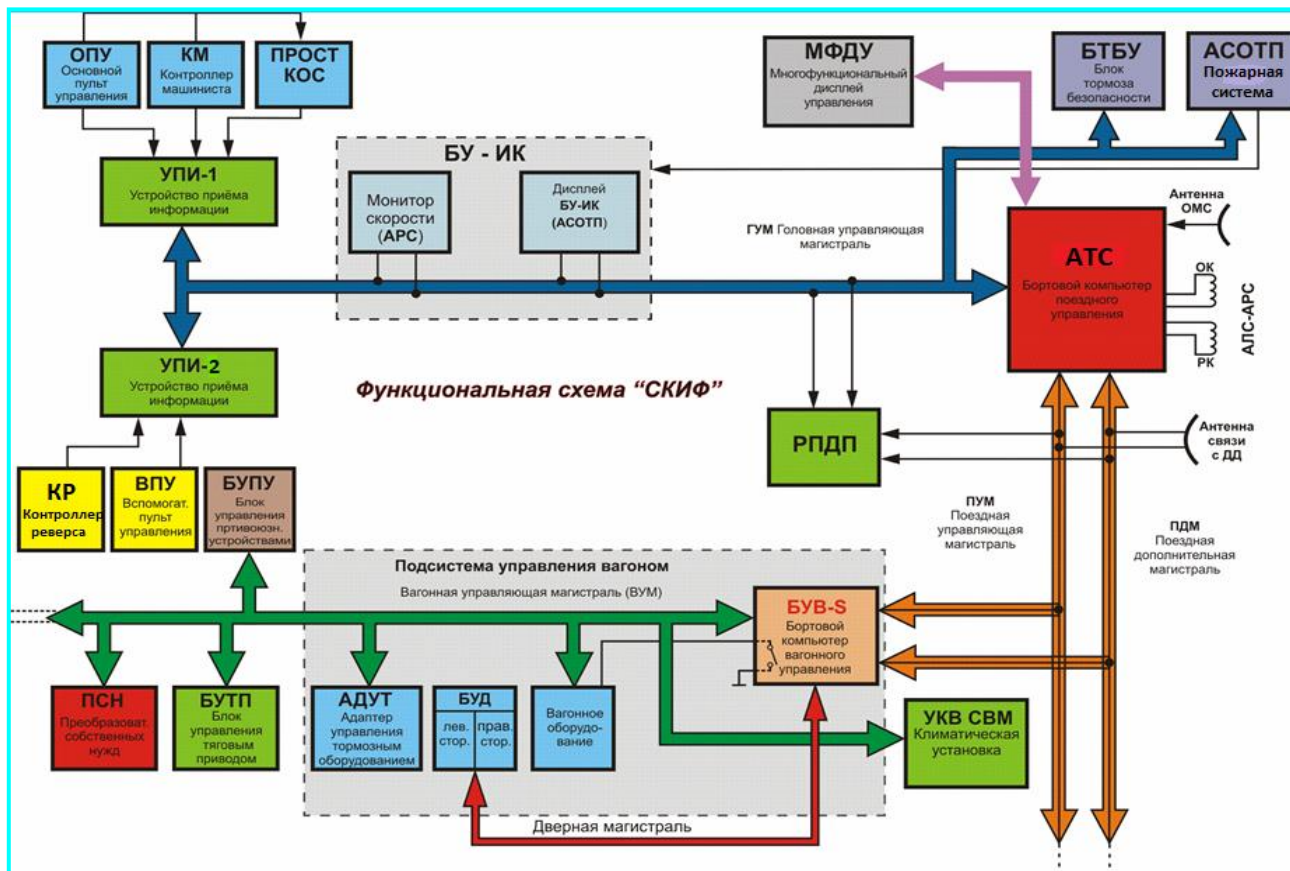 ОПУ
Основной
пульт
управления
КМ
Контроллер
машиниста
ПРОСТ
КОС
МФДУ
Многофункциональный
дисплей
управления
БТБУ
Блок
тормоза
безопасности
АСОТП
Пожарная
система
УПИ-1
Устройство приёма
информации
БУ - ИК
Монитор
скорости
(АРС)
Дисплей
БУ-ИК
(АСОТП)
ГУМ Головная управляющая
магистраль
АТС
Бортовой компьютер
поездного
управления
Антенна
ОМС
ОК
РК
АЛС-АРС
УПИ-2
Устройство приёма
информации
Функциональная схема “СКИФ”
РПДП
Антенна
связи
с ДД
КР
Контроллер
реверса
ВПУ
Вспомогат.
пульт
управления
БУПУ
Блок
управления
пртивоюзн.
устройствами
ПУМ
Поездная
управляющая
магистраль
ПДМ
Поездная
дополнительная
магистраль
Подсистема управления вагоном
Вагонная управляющая магистраль (ВУМ)
БУВ-S
Бортовой
компьютер
вагонного
управления
ПСН
Преобразоват.
собственных
нужд
БУТП
Блок
управления
тяговым
приводом
АДУТ
Адаптер
управления
тормозным
оборудованием
БУД
лев.
стор.
прав.
стор.
Вагонное
оборудо-
вание
УКВ СВМ
Климатическая
установка
Дверная магистраль